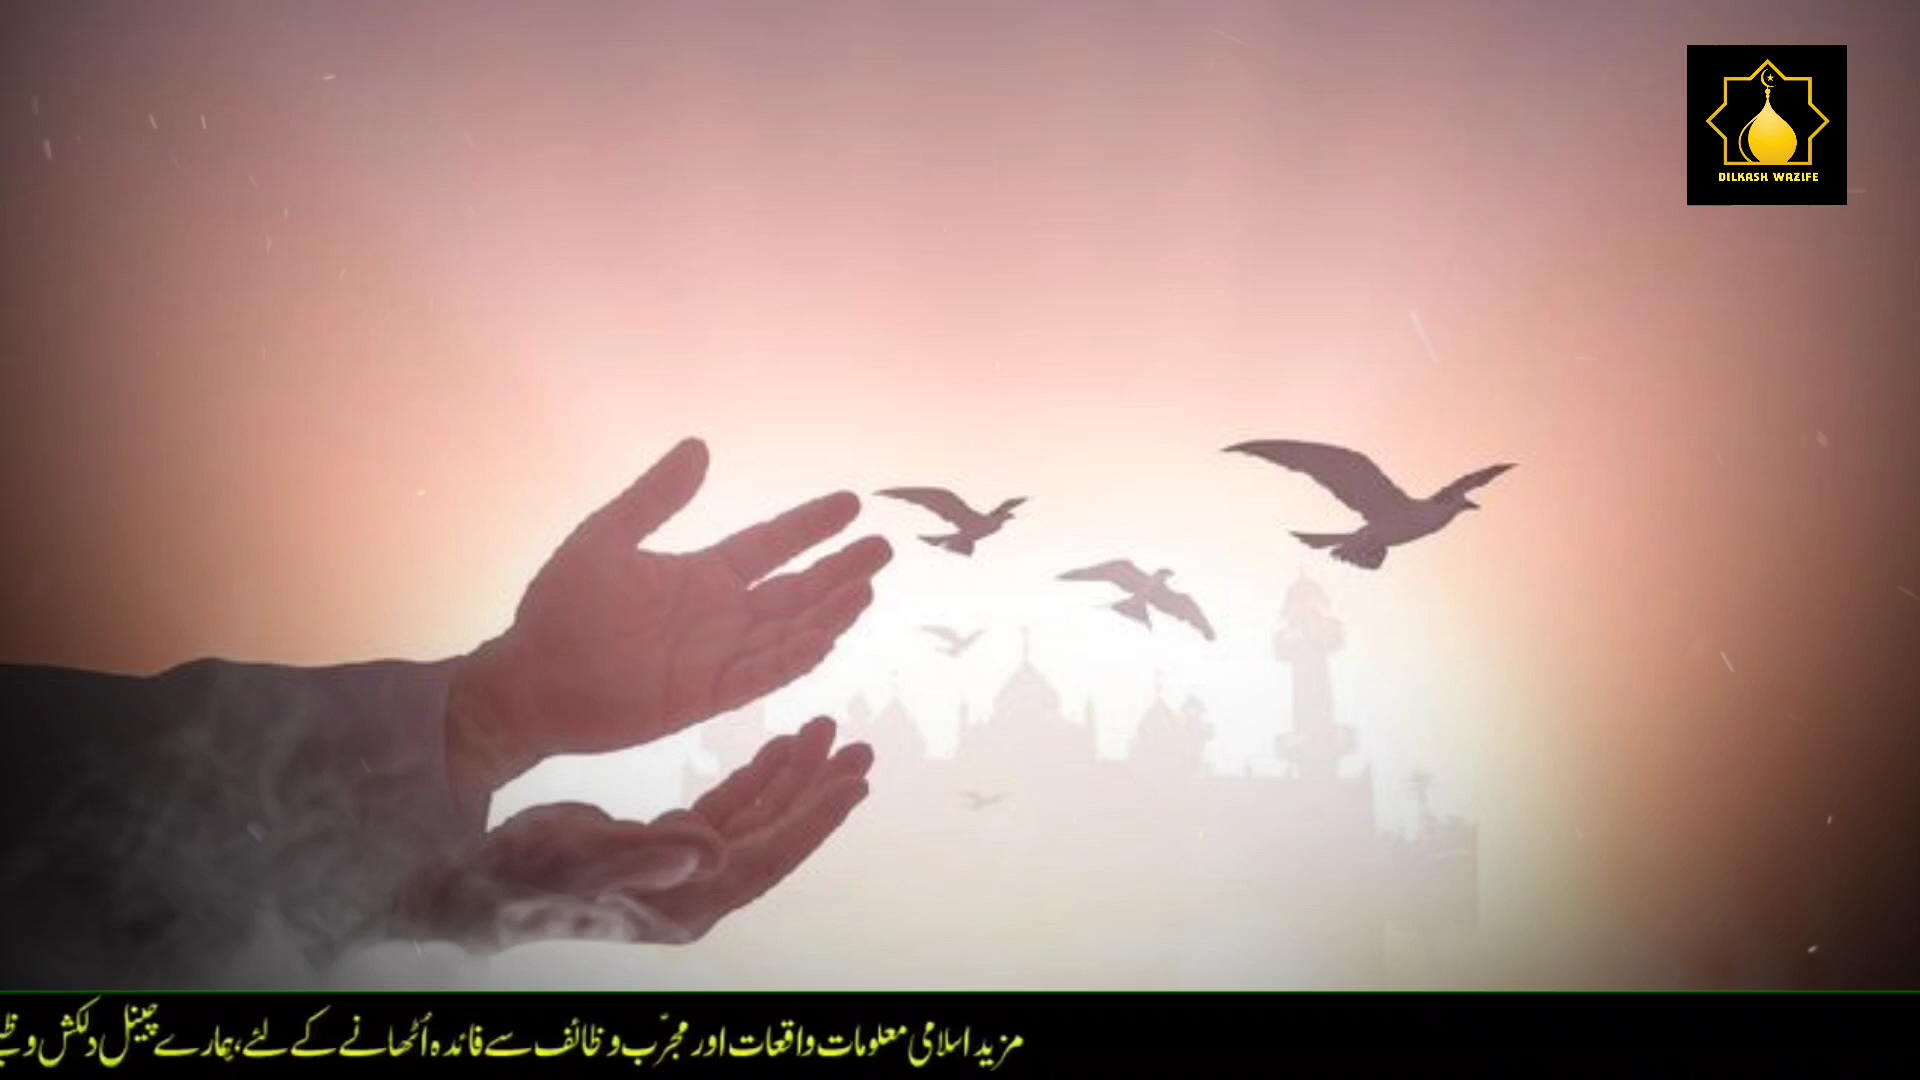 DILKASH WAZIFE
مزید اسلامی معلومات واقعات اور مجرّب وظائف سے فائدہ اُٹھانے کے لئے، ہمارے چینل دلکش